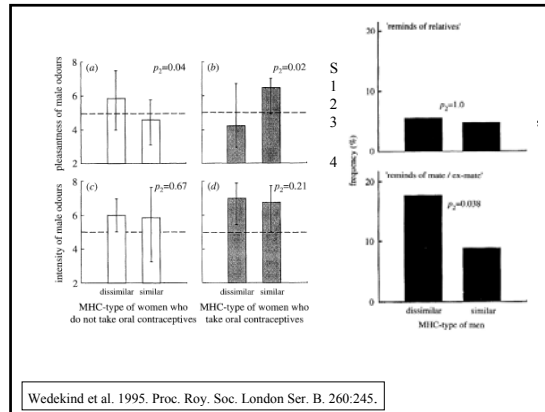 (a) p₂=0.04
(b) p₂=0.02
pleasantness of male odours
8
6
4
2
(c) p₂=0.67
(d) p₂=0.21
intensity of male odours
8
6
4
2
dissimilar similar
dissimilar similar
MHC-type of women who
do not take oral contraceptives
MHC-type of women who
take oral contraceptives
S
1
2
3
4
'reminds of relatives'
20
10
0
p₂=1.0
frequency (%)
'reminds of mate / ex-mate'
20
10
0
p₂=0.038
dissimilar similar
MHC-type of men
Wedekind et al. 1995. Proc. Roy. Soc. London Ser. B. 260:245.